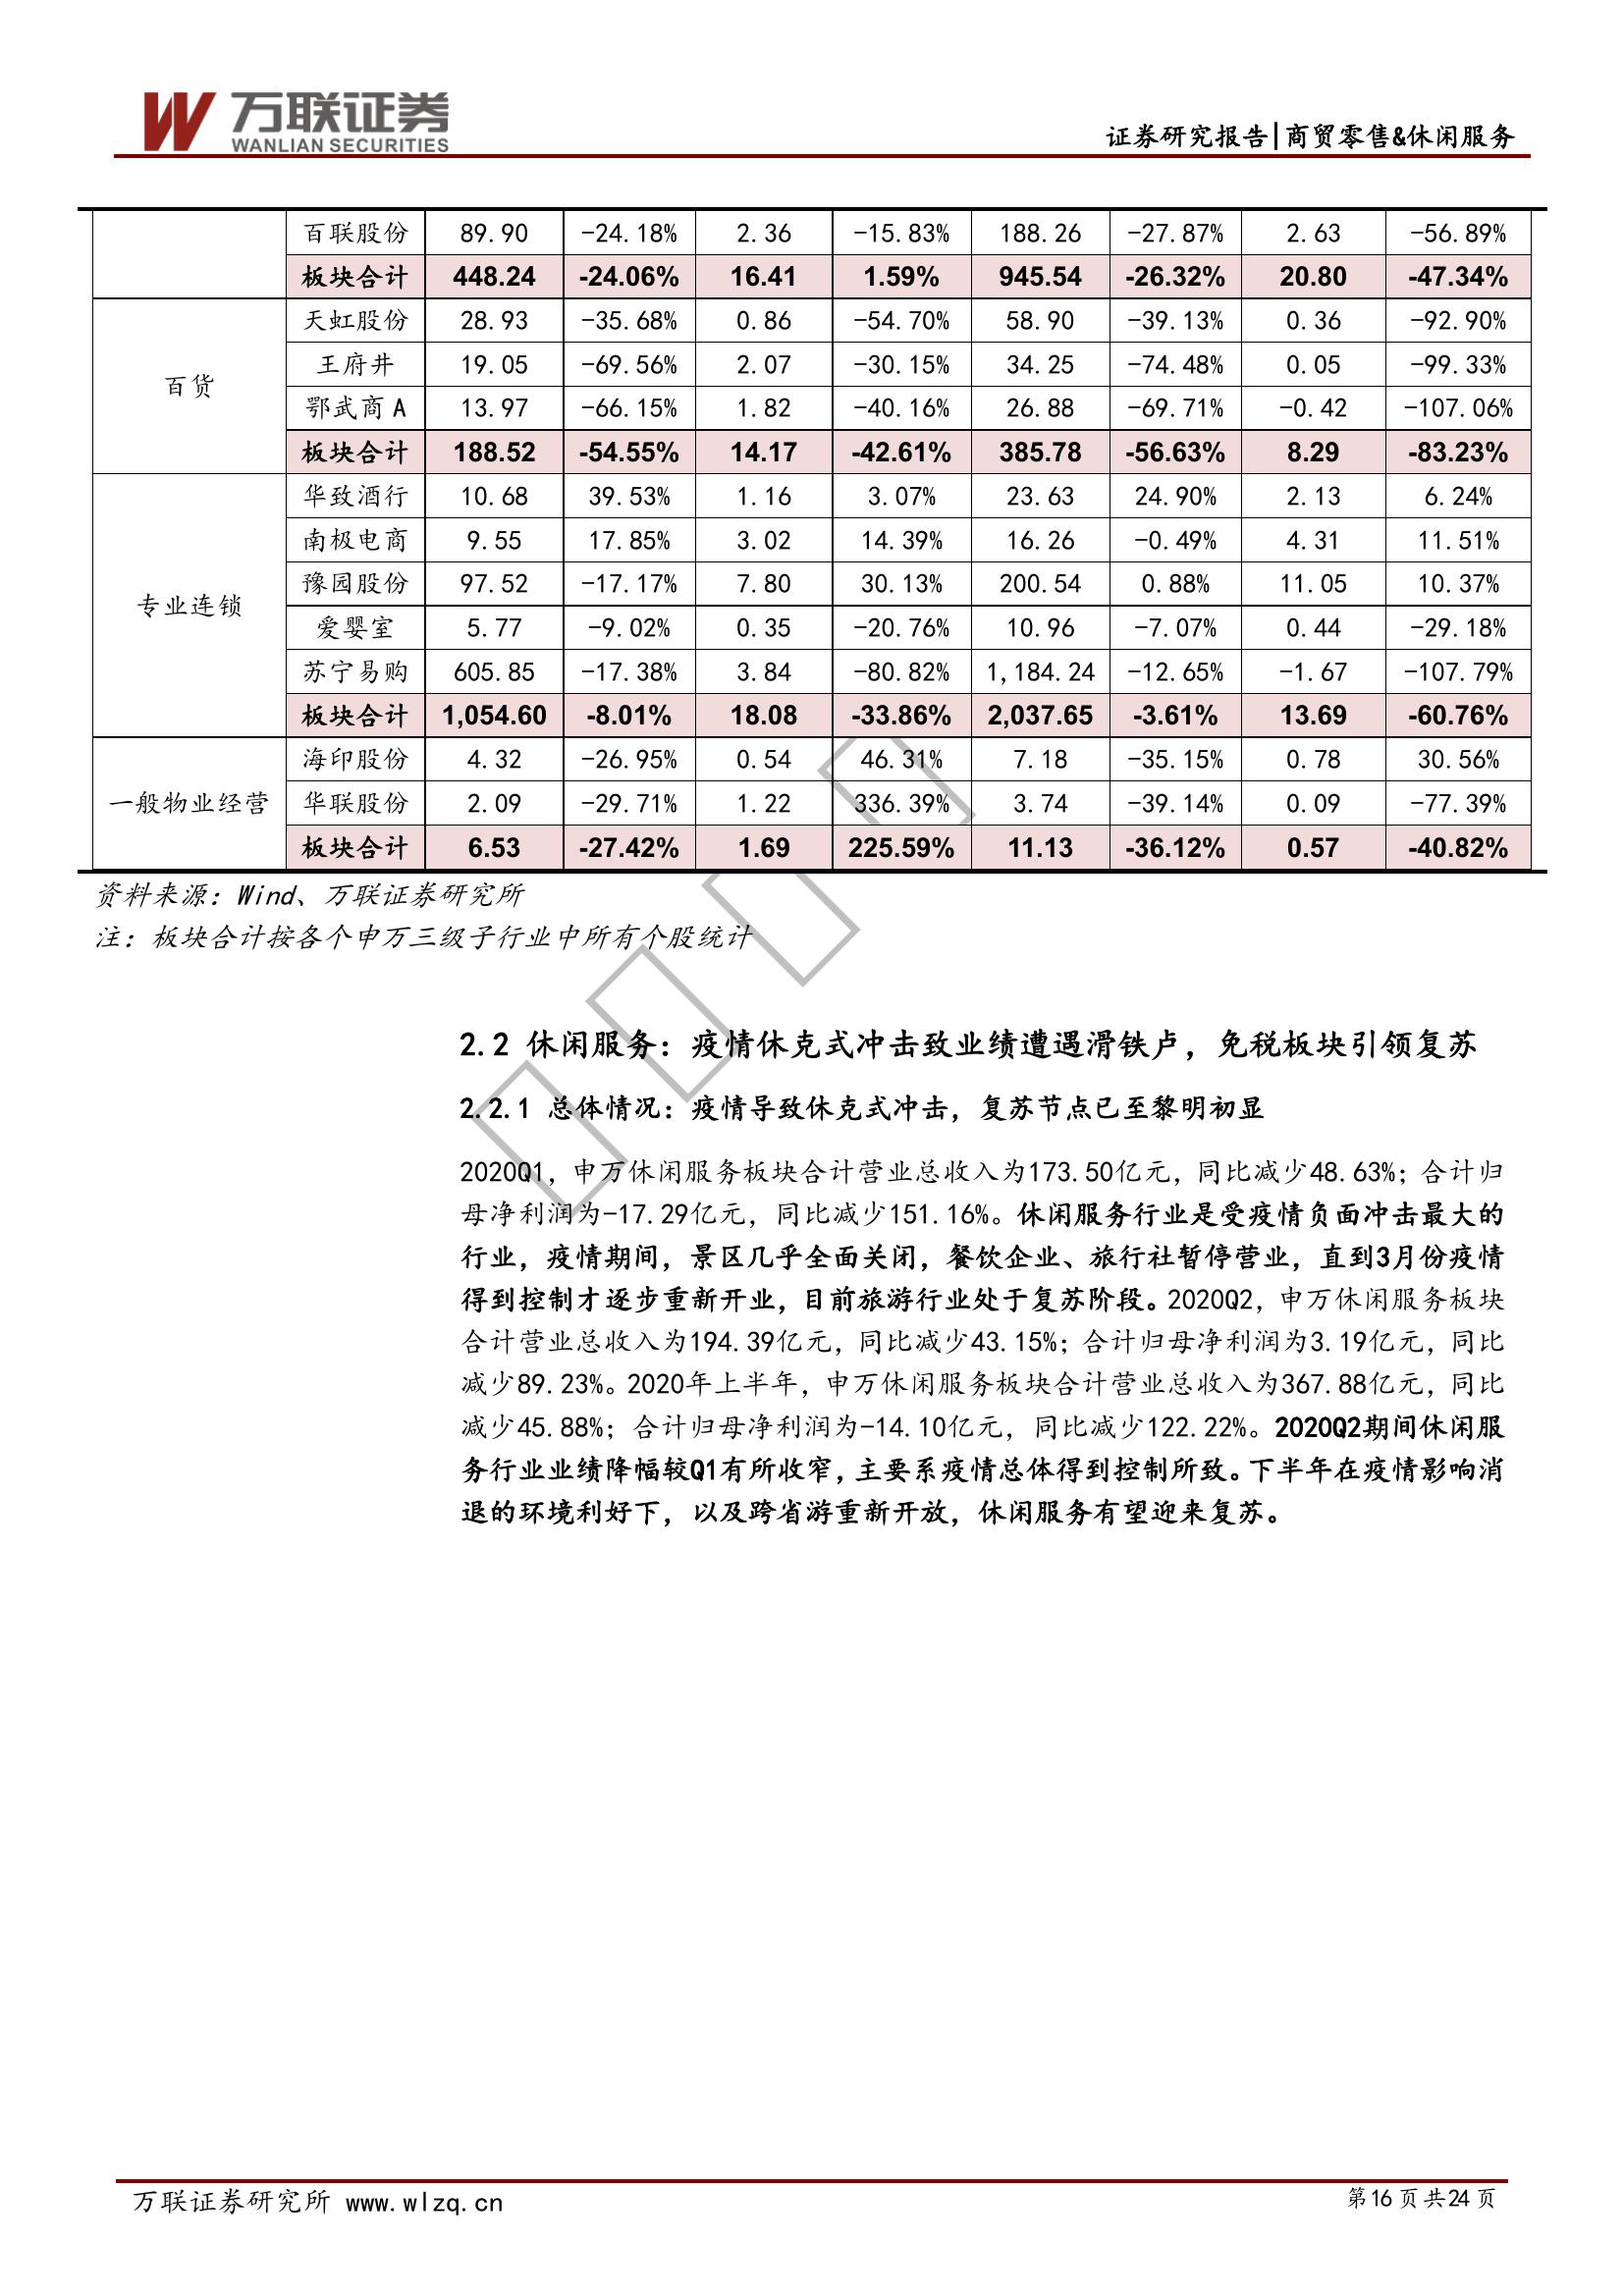 万联证券
WANLIAN SECURITIES
证券研究报告|商贸零售&休闲服务
百联股份 89.90 -24.18% 2.36 -15.83% 188.26 -27.87% 2.63 -56.89%
板块合计 448.24 -24.06% 16.41 1.59% 945.54 -26.32% 20.80 -47.34%
百货
天虹股份 28.93 -35.68% 0.86 -54.70% 58.90 -39.13% 0.36 -92.90%
王府井 19.05 -69.56% 2.07 -30.15% 34.25 -74.48% 0.05 -99.33%
鄂武商A 13.97 -66.15% 1.82 -40.16% 26.88 -69.71% -0.42 -107.06%
板块合计 188.52 -54.55% 14.17 -42.61% 385.78 -56.63% 8.29 -83.23%
专业连锁
华致酒行 10.68 39.53% 1.16 3.07% 23.63 24.90% 2.13 6.24%
南极电商 9.55 17.85% 3.02 14.39% 16.26 -0.49% 4.31 11.51%
豫园股份 97.52 -17.17% 7.80 30.13% 200.54 0.88% 11.05 10.37%
爱婴室 5.77 -9.02% 0.35 -20.76% 10.96 -7.07% 0.44 -29.18%
苏宁易购 605.85 -17.38% 3.84 -80.82% 1,184.24 -12.65% -1.67 -107.79%
板块合计 1,054.60 -8.01% 18.08 -33.86% 2,037.65 -3.61% 13.69 -60.76%
一般物业经营
海印股份 4.32 -26.95% 0.54 46.31% 7.18 -35.15% 0.78 30.56%
华联股份 2.09 -29.71% 1.22 336.39% 3.74 -39.14% 0.09 -77.39%
板块合计 6.53 -27.42% 1.69 225.59% 11.13 -36.12% 0.57 -40.82%
资料来源：Wind、万联证券研究所
注：板块合计按各个申万三级子行业中所有个股统计
2.2 休闲服务：疫情休克式冲击致业绩遭遇滑铁卢，免税板块引领复苏
2.2.1 总体情况：疫情导致休克式冲击，复苏节点已至黎明初显
2020Q1，申万休闲服务板块合计营业总收入为173.50亿元，同比减少48.63%；合计归
母净利润为-17.29亿元，同比减少151.16%。休闲服务行业是受疫情负面冲击最大的
行业，疫情期间，景区几乎全面关闭，餐饮企业、旅行社暂停营业，直到3月份疫情
得到控制才逐步重新开业，目前旅游行业处于复苏阶段。2020Q2，申万休闲服务板块
合计营业总收入为194.39亿元，同比减少43.15%；合计归母净利润为3.19亿元，同比
减少89.23%。2020年上半年，申万休闲服务板块合计营业总收入为367.88亿元，同比
减少45.88%；合计归母净利润为-14.10亿元，同比减少122.22%。2020Q2期间休闲服
务行业业绩降幅较Q1有所收窄，主要系疫情总体得到控制所致。下半年在疫情影响消
退的环境利好下，以及跨省游重新开放，休闲服务有望迎来复苏。
万联证券研究所 www.wlzq.cn
第16页共24页